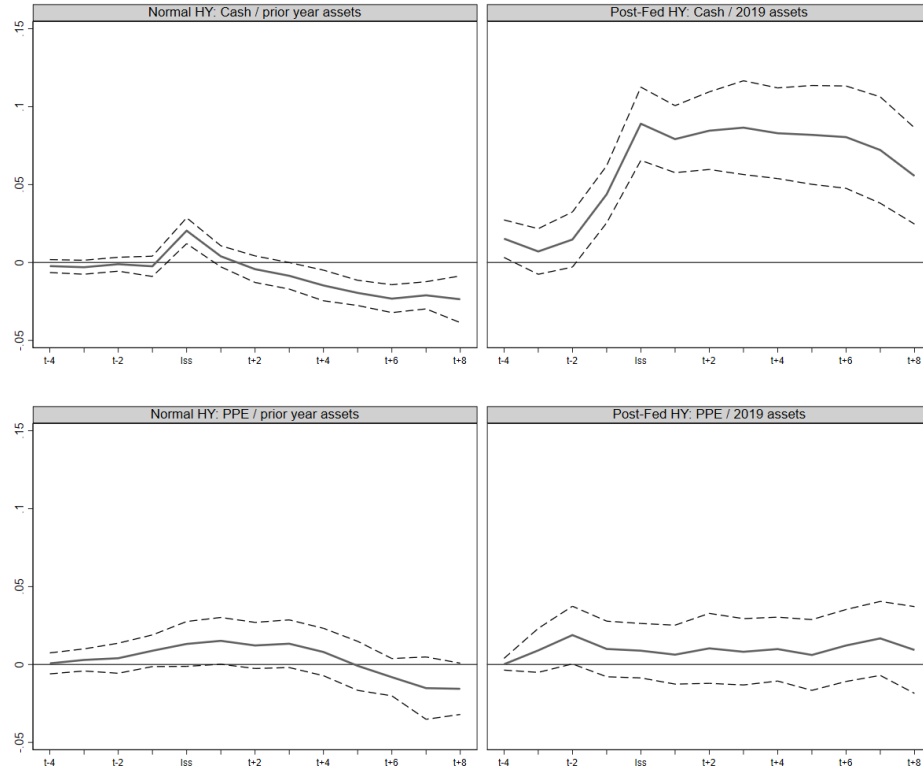 Normal HY: Cash / prior year assets
.15
.1
.05
0
-.05
t-4 t-2 Iss t+2 t+4 t+6 t+8
Post-Fed HY: Cash / 2019 assets
t-4 t-2 Iss t+2 t+4 t+6 t+8
Normal HY: PPE / prior year assets
.15
.1
.05
0
-.05
t-4 t-2 Iss t+2 t+4 t+6 t+8
Post-Fed HY: PPE / 2019 assets
t-4 t-2 Iss t+2 t+4 t+6 t+8